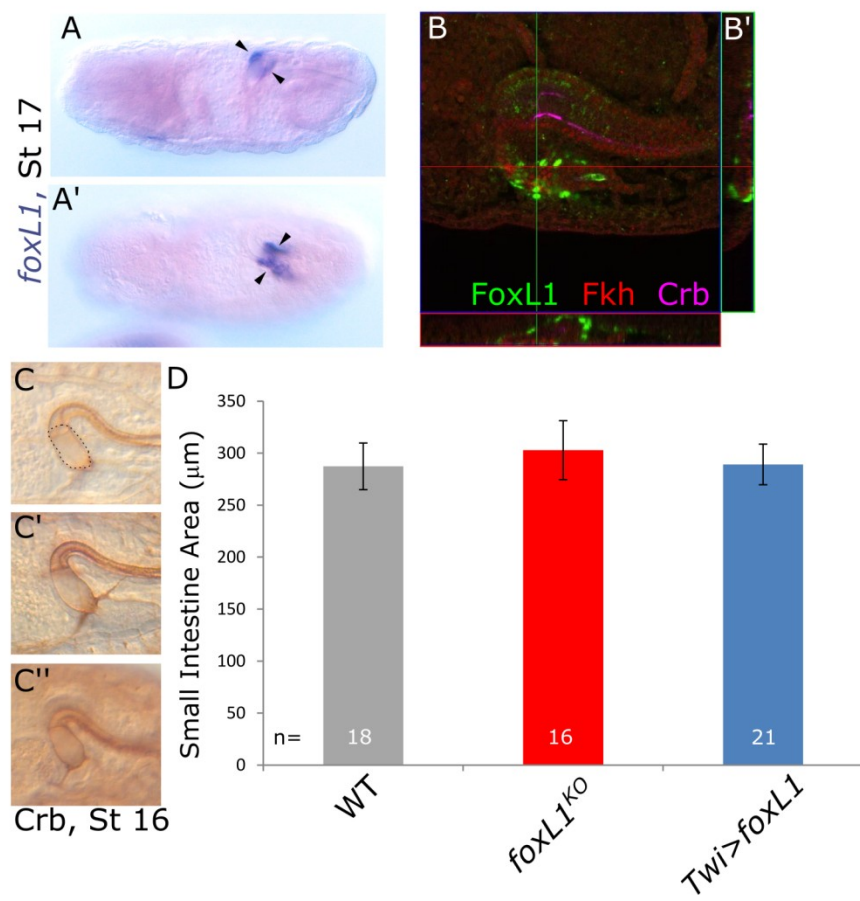 A
foxL1, St 17
A'
B
B'
FoxL1 Fkh Crb
C
C'
C''
Crb, St 16
D
Small Intestine Area (μm)
350
300
250
200
150
100
50
0
n= 18 16 21
WT
foxL1KO
Twi>foxL1